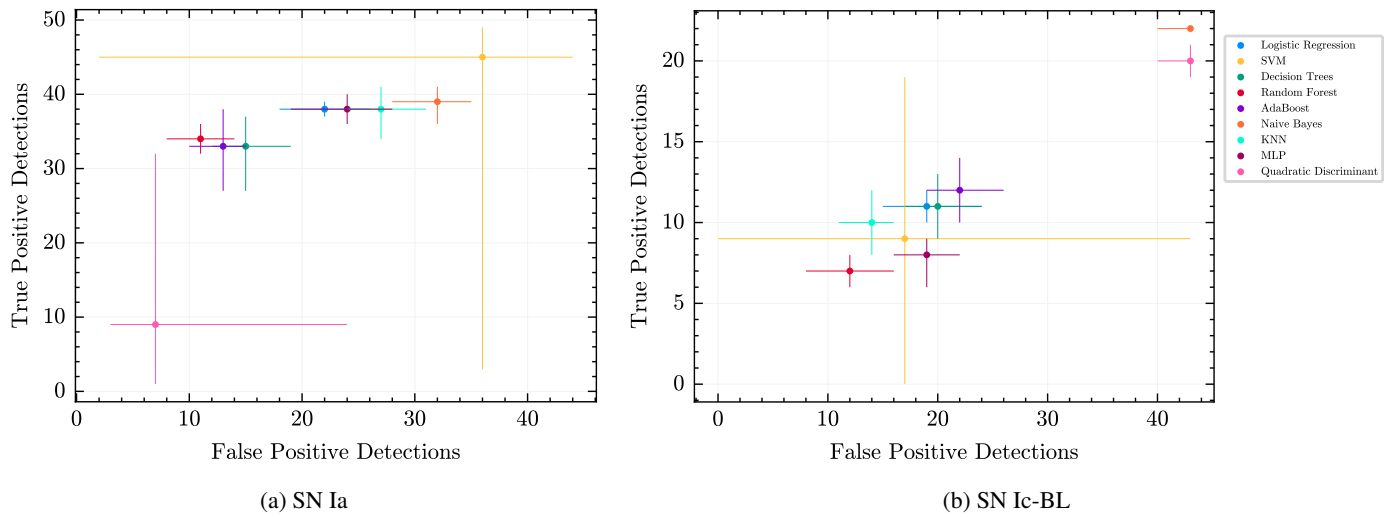 50
40
30
20
10
0
True Positive Detections
0
10
20
30
40
False Positive Detections
(a) SN Ia
20
15
10
5
0
True Positive Detections
0
10
20
30
40
False Positive Detections
(b) SN Ic-BL
Logistic Regression
SVM
Decision Trees
Random Forest
AdaBoost
Naive Bayes
KNN
MLP
Quadratic Discriminant